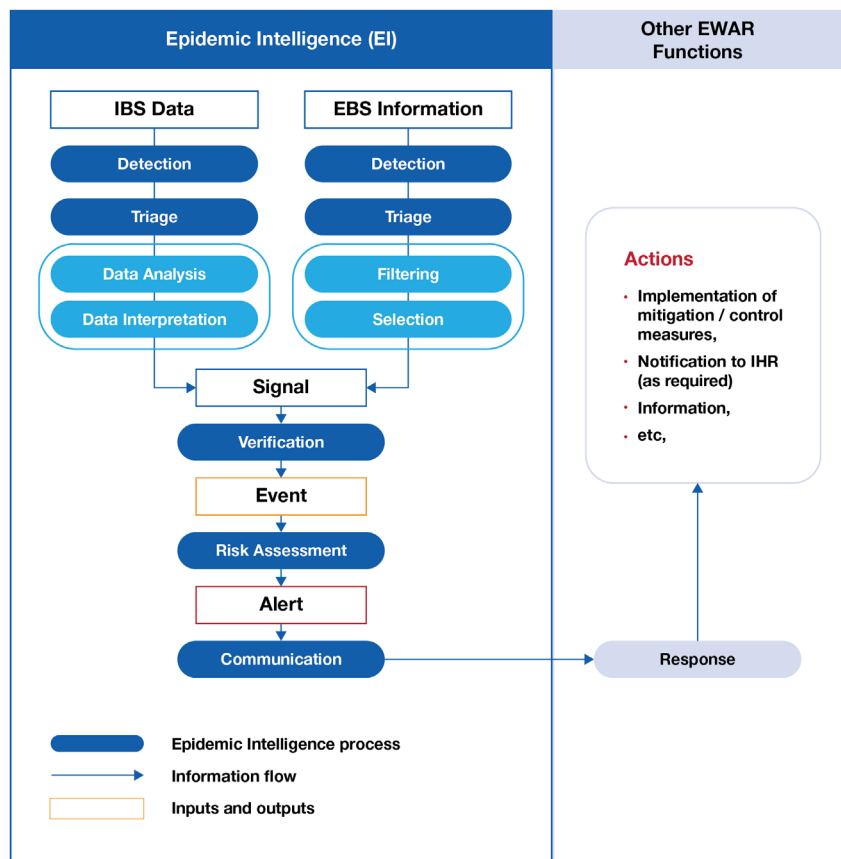 Epidemic Intelligence (EI)
Other EWAR
Functions
IBS Data
EBS Information
Detection
Detection
Triage
Triage
Data Analysis
Filtering
Data Interpretation
Selection
Signal
Verification
Event
Risk Assessment
Alert
Communication
Response
Actions
• Implementation of
mitigation / control
measures,
• Notification to IHR
(as required)
• Information,
• etc,
Epidemic Intelligence process
Information flow
Inputs and outputs